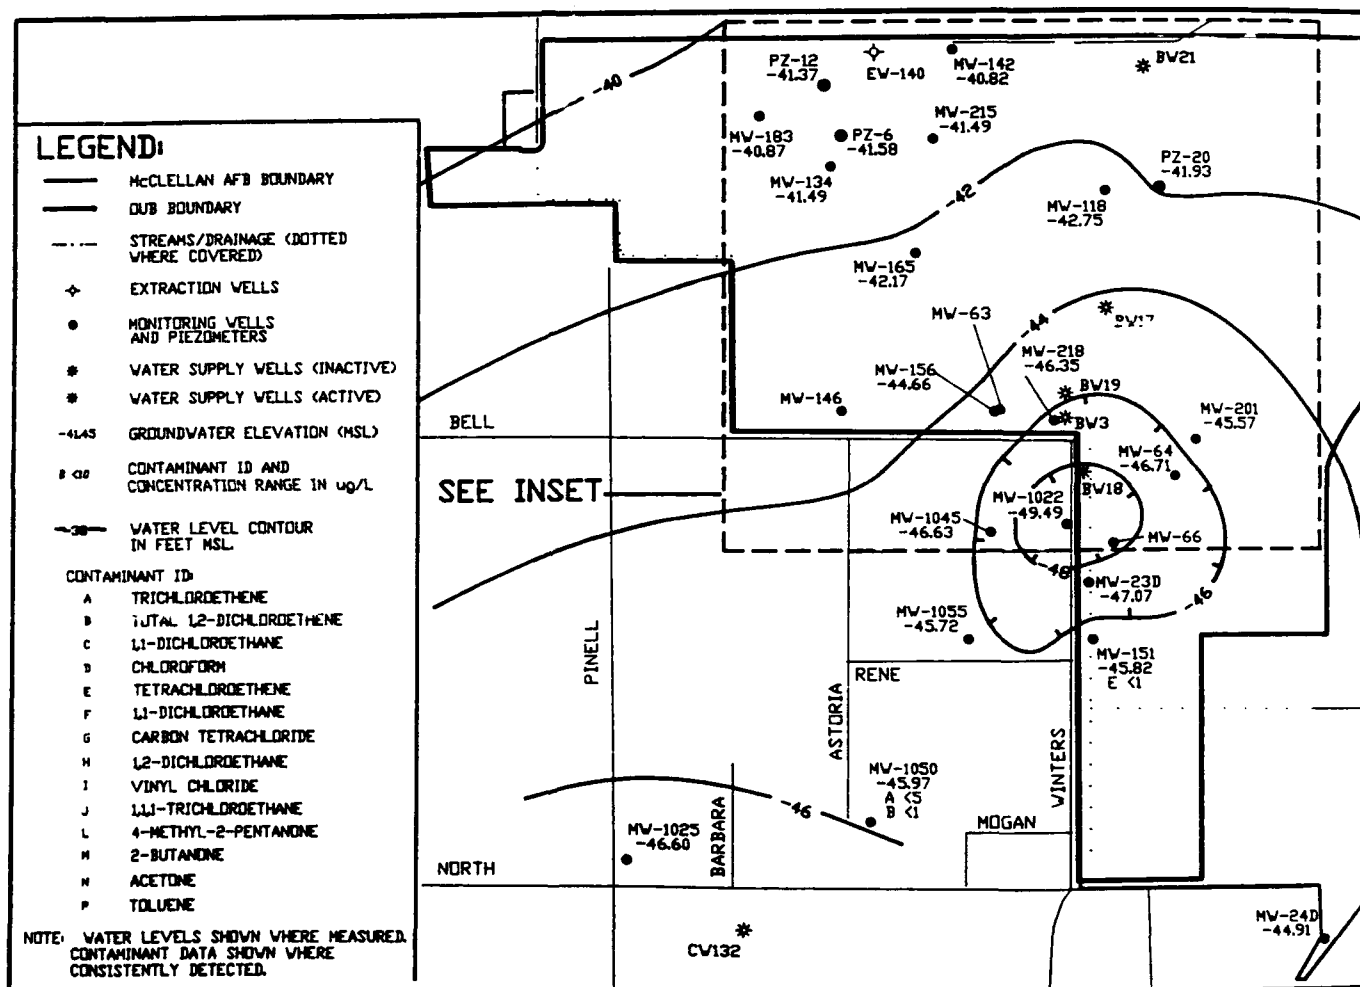 LEGEND:
McCLELLAN AFB BOUNDARY
OUB BOUNDARY
STREAMS/DRAINAGE (DOTTED
WHERE COVERED)
EXTRACTION WELLS
MONITORING WELLS
AND PIEZOMETERS
WATER SUPPLY WELLS (INACTIVE)
WATER SUPPLY WELLS (ACTIVE)
-41.45 GROUNDWATER ELEVATION (MSL)
B <10 CONTAMINANT ID AND
CONCENTRATION RANGE IN ug/L
-38 WATER LEVEL CONTOUR
IN FEET MSL
CONTAMINANT ID:
A TRICHLOROETHENE
B TOTAL 1,2-DICHLOROETHENE
C 1,1-DICHLOROETHANE
D CHLOROFORM
E TETRACHLOROETHENE
F 1,1-DICHLOROETHANE
G CARBON TETRACHLORIDE
H 1,2-DICHLOROETHANE
I VINYL CHLORIDE
J 1,1,1-TRICHLOROETHANE
L 4-METHYL-2-PENTANONE
M 2-BUTANONE
N ACETONE
P TOLUENE
NOTE: WATER LEVELS SHOWN WHERE MEASURED.
CONTAMINANT DATA SHOWN WHERE
CONSISTENTLY DETECTED.
-40
PZ-12
-41.37
EW-140
MW-142
-40.82
BW21
MW-183
-40.87
PZ-6
-41.58
MW-215
-41.49
MW-134
-41.49
-42
PZ-20
-41.93
MW-118
-42.75
MW-165
-42.17
MW-63
-44
BW17
MW-218
-46.35
MW-156
-44.66
BW19
MW-146
BW3
MW-201
-45.57
BELL
MW-64
-46.71
SEE INSET
BW18
MW-1022
-49.49
MW-1045
-46.63
MW-66
-48
MW-23D
-47.07
-46
MW-1055
-45.72
MW-151
-45.82
E <1
RENE
PINELL
ASTORIA
WINTERS
MW-1050
-45.97
A <5
B <1
-46
MOGAN
MW-1025
-46.60
BARBARA
NORTH
MW-24D
-44.91
CW132